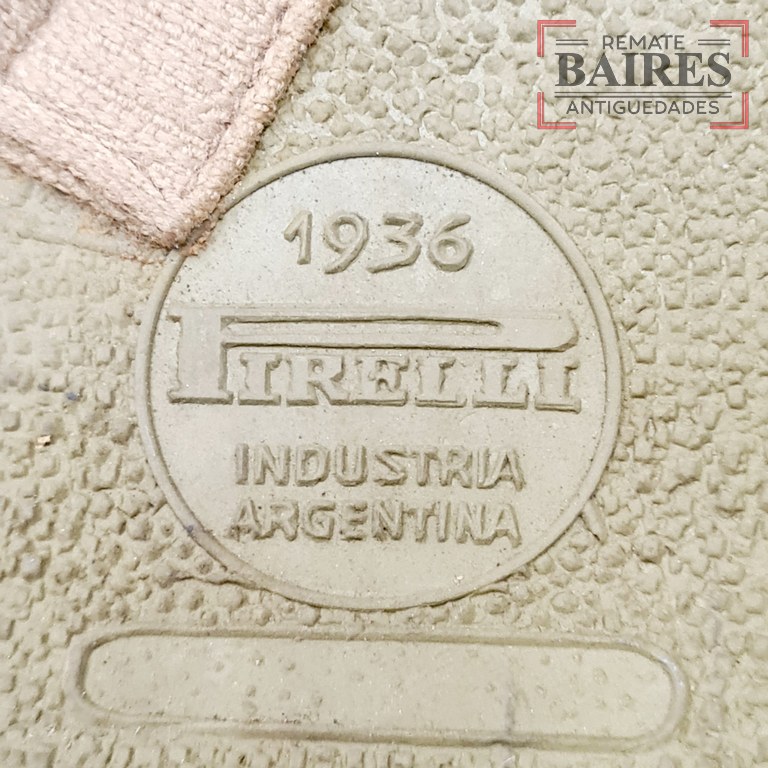 REMATE
BAIRES
ANTIGUEDADES
1936
PIRELLI
INDUSTRIA
ARGENTINA